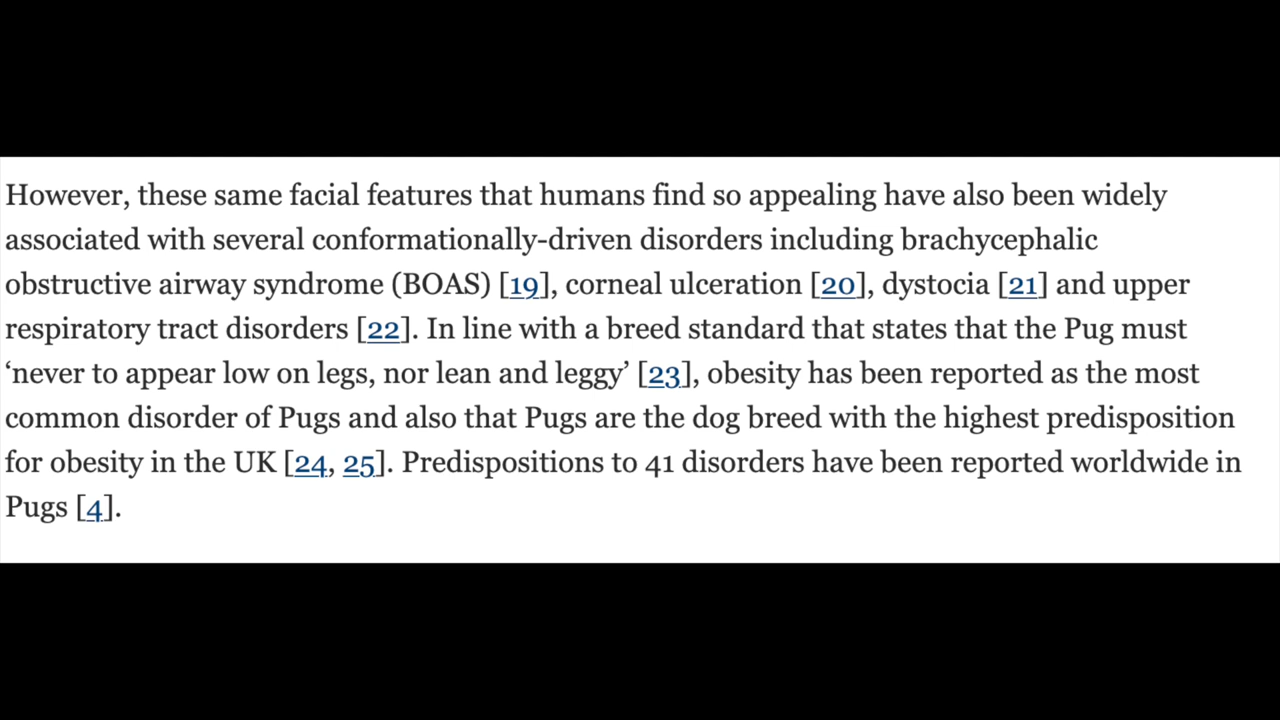 However, these same facial features that humans find so appealing have also been widely
associated with several conformationally-driven disorders including brachycephalic
obstructive airway syndrome (BOAS) [19], corneal ulceration [20], dystocia [21] and upper
respiratory tract disorders [22]. In line with a breed standard that states that the Pug must
‘never to appear low on legs, nor lean and leggy’ [23], obesity has been reported as the most
common disorder of Pugs and also that Pugs are the dog breed with the highest predisposition
for obesity in the UK [24, 25]. Predispositions to 41 disorders have been reported worldwide in
Pugs [4].